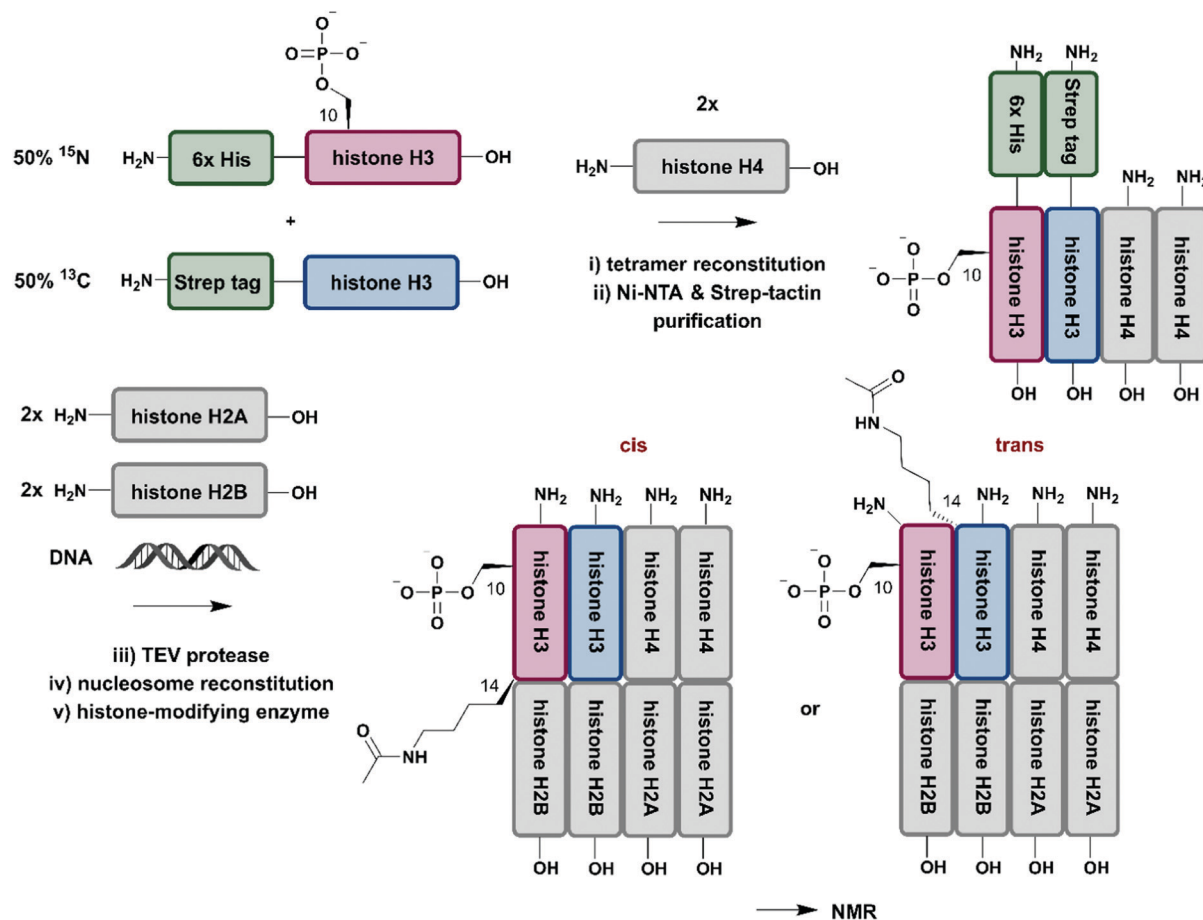 O⁻
O=P–O⁻
O
10
50% ¹⁵N
H₂N
6x His
histone H3
OH
+
50% ¹³C
H₂N
Strep tag
histone H3
OH
2x
H₂N
histone H4
OH
i) tetramer reconstitution
ii) Ni-NTA & Strep-tactin
purification
NH₂ NH₂
6x His
Strep tag
NH₂ NH₂
O⁻
⁻O–P–O
O
10
histone H3
histone H3
histone H4
histone H4
OH OH OH OH
2x H₂N
histone H2A
OH
2x H₂N
histone H2B
OH
DNA
iii) TEV protease
iv) nucleosome reconstitution
v) histone-modifying enzyme
cis
NH₂ NH₂ NH₂ NH₂
O⁻
⁻O–P–O
O
10
histone H3
histone H3
histone H4
histone H4
14
O
NH
histone H2B
histone H2B
histone H2A
histone H2A
OH OH OH OH
or
trans
O
HN
14
H₂N NH₂ NH₂ NH₂
O⁻
⁻O–P–O
O
10
histone H3
histone H3
histone H4
histone H4
histone H2B
histone H2B
histone H2A
histone H2A
OH OH OH OH
NMR